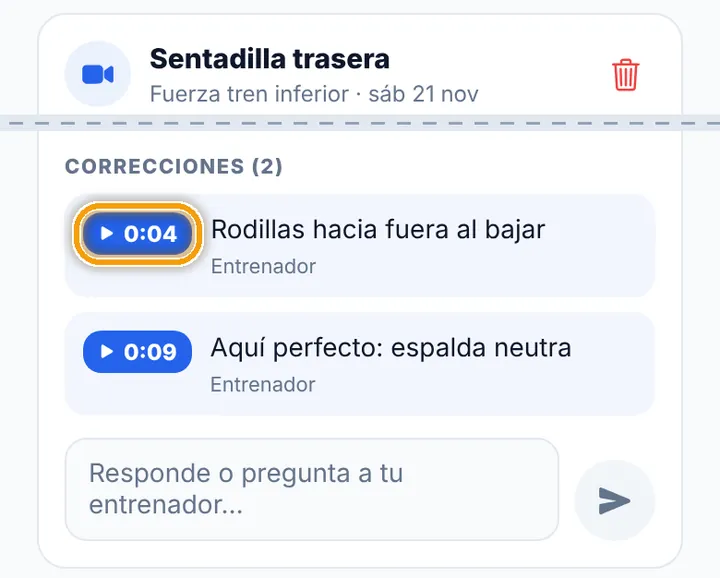 Sentadilla trasera
Fuerza tren inferior · sáb 21 nov
CORRECCIONES (2)
0:04 Rodillas hacia fuera al bajar
Entrenador
0:09 Aquí perfecto: espalda neutra
Entrenador
Responde o pregunta a tu
entrenador...